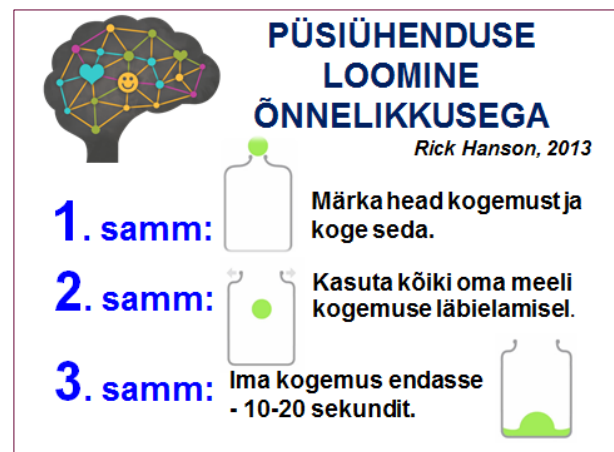 PÜSIÜHENDUSE
LOOMINE
ÕNNELIKKUSEGA
Rick Hanson, 2013
1. samm:
Märka head kogemust ja
koge seda.
2. samm:
Kasuta kõiki oma meeli
kogemuse läbielamisel.
3. samm:
Ima kogemus endasse
- 10-20 sekundit.